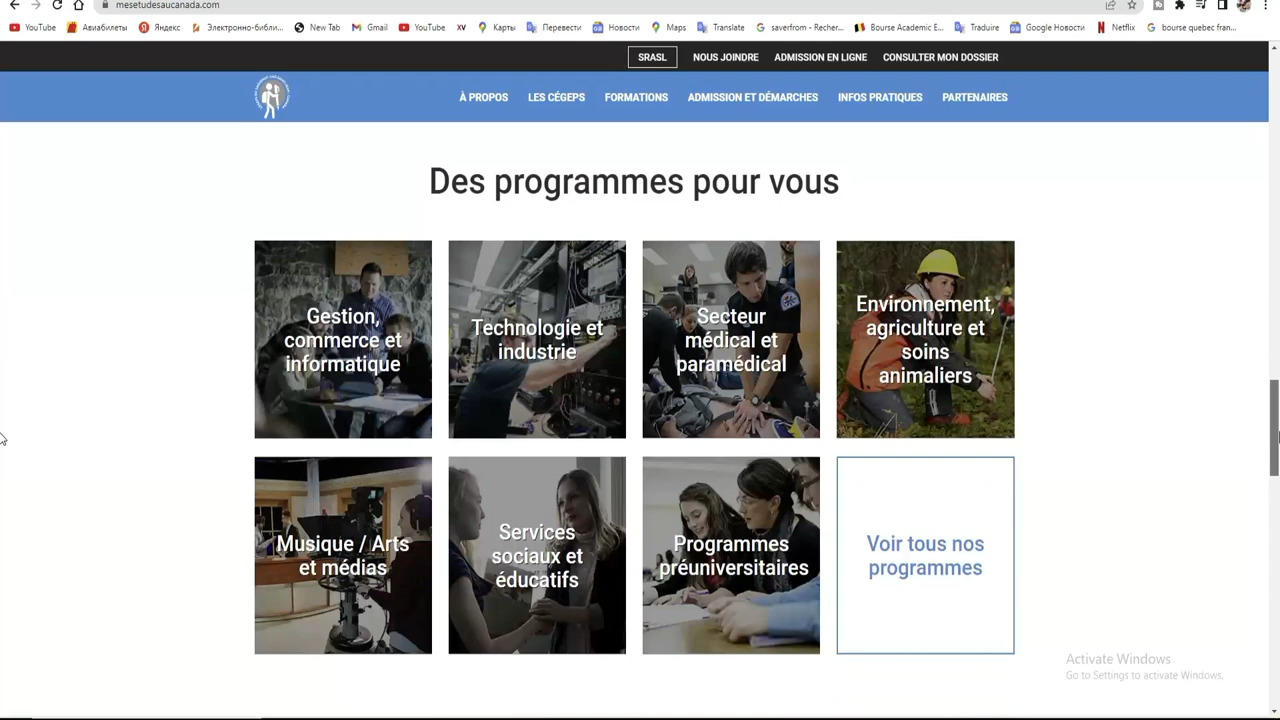 mesetudesaucanada.com
YouTube Авиабилеты Яндекс Электронно-библи... New Tab Gmail YouTube XV Карты Перевести Новости Maps Translate saverfrom - Recher... Bourse Academic E... Traduire Google Новости Netflix bourse quebec fran...
SRASL NOUS JOINDRE ADMISSION EN LIGNE CONSULTER MON DOSSIER
À PROPOS LES CÉGEPS FORMATIONS ADMISSION ET DÉMARCHES INFOS PRATIQUES PARTENAIRES
Des programmes pour vous
Gestion,
commerce et
informatique
Technologie et
industrie
Secteur
médical et
paramédical
Environnement,
agriculture et
soins
animaliers
Musique / Arts
et médias
Services
sociaux et
éducatifs
Programmes
préuniversitaires
Voir tous nos
programmes
Activate Windows
Go to Settings to activate Windows.